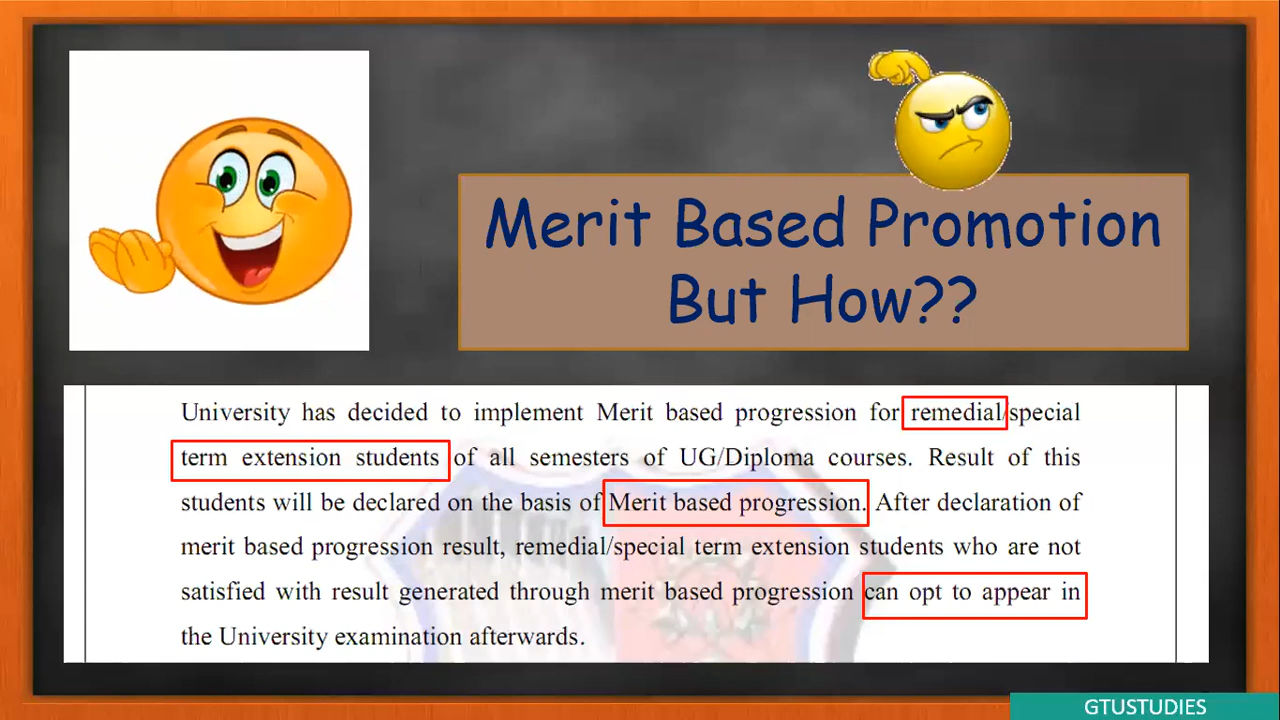 Merit Based Promotion
But How??
University has decided to implement Merit based progression for remedial/special
term extension students of all semesters of UG/Diploma courses. Result of this
students will be declared on the basis of Merit based progression. After declaration of
merit based progression result, remedial/special term extension students who are not
satisfied with result generated through merit based progression can opt to appear in
the University examination afterwards.
GTUSTUDIES